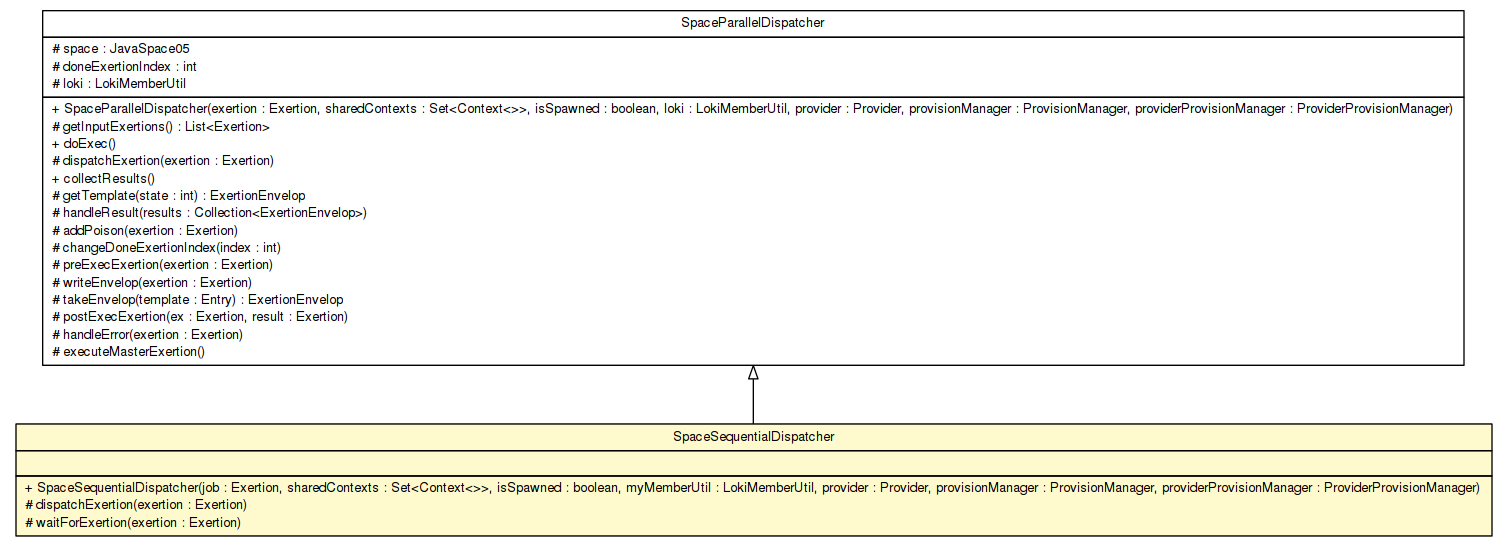 SpaceParallelDispatcher
# space : JavaSpace05
# doneExertionIndex : int
# loki : LokiMemberUtil
+ SpaceParallelDispatcher(exertion : Exertion, sharedContexts : Set<Context<>>, isSpawned : boolean, loki : LokiMemberUtil, provider : Provider, provisionManager : ProvisionManager, providerProvisionManager : ProviderProvisionManager)
# getInputExertions() : List<Exertion>
+ doExec()
# dispatchExertion(exertion : Exertion)
+ collectResults()
# getTemplate(state : int) : ExertionEnvelop
# handleResult(results : Collection<ExertionEnvelop>)
# addPoison(exertion : Exertion)
# changeDoneExertionIndex(index : int)
# preExecExertion(exertion : Exertion)
# writeEnvelop(exertion : Exertion)
# takeEnvelop(template : Entry) : ExertionEnvelop
# postExecExertion(ex : Exertion, result : Exertion)
# handleError(exertion : Exertion)
# executeMasterExertion()
SpaceSequentialDispatcher
+ SpaceSequentialDispatcher(job : Exertion, sharedContexts : Set<Context<>>, isSpawned : boolean, myMemberUtil : LokiMemberUtil, provider : Provider, provisionManager : ProvisionManager, providerProvisionManager : ProviderProvisionManager)
# dispatchExertion(exertion : Exertion)
# waitForExertion(exertion : Exertion)